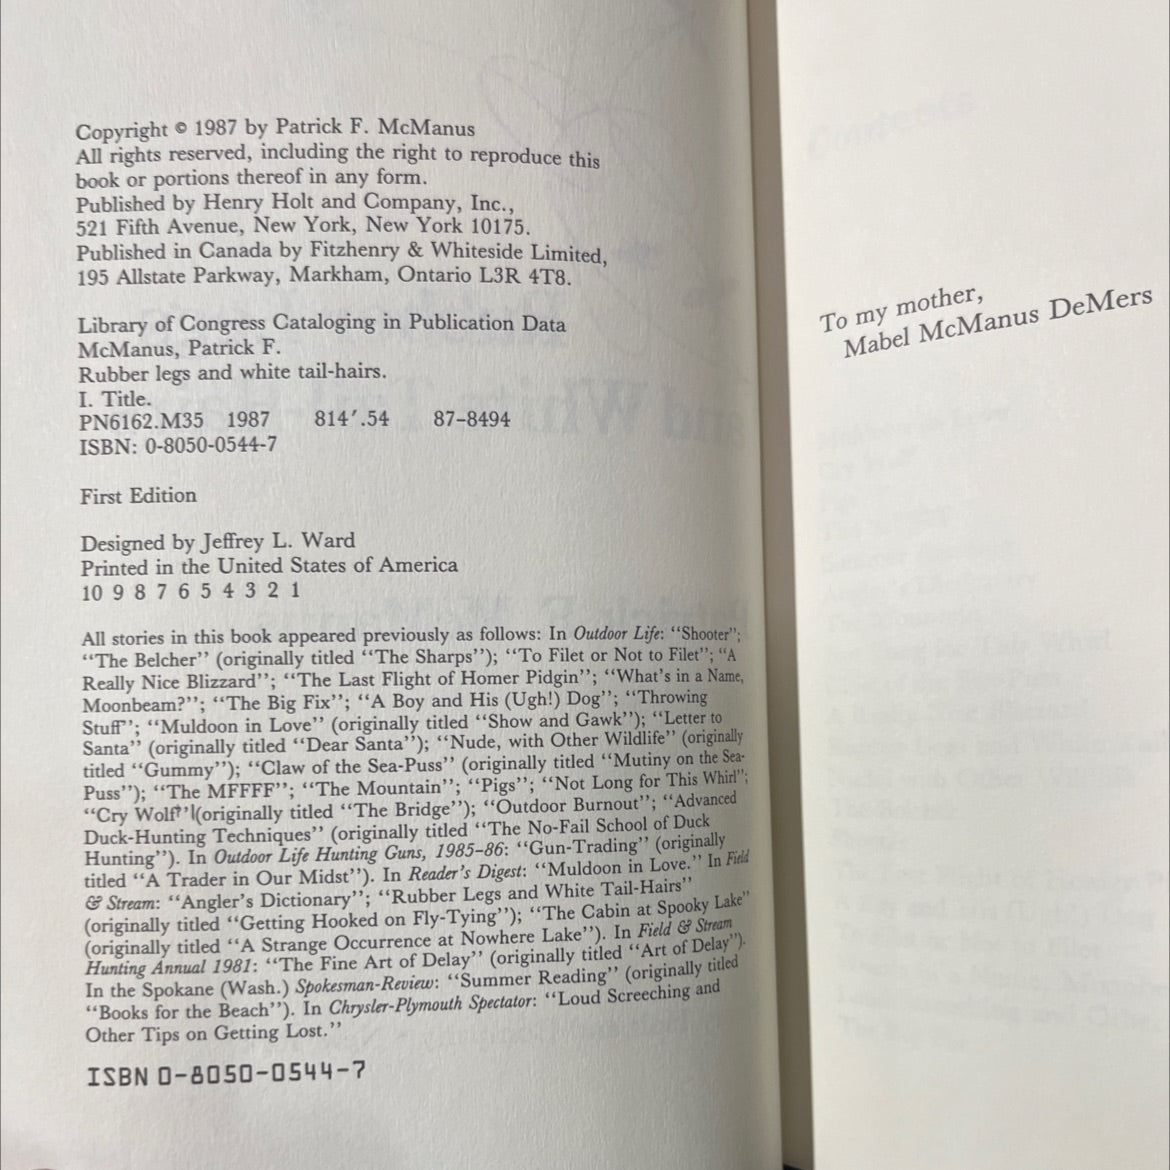 Copyright © 1987 by Patrick F. McManus
All rights reserved, including the right to reproduce this
book or portions thereof in any form.
Published by Henry Holt and Company, Inc.,
521 Fifth Avenue, New York, New York 10175.
Published in Canada by Fitzhenry & Whiteside Limited,
195 Allstate Parkway, Markham, Ontario L3R 4T8.
Library of Congress Cataloging in Publication Data
McManus, Patrick F.
Rubber legs and white tail-hairs.
I. Title.
PN6162.M35 1987 814′.54 87–8494
ISBN: 0-8050-0544-7
First Edition
Designed by Jeffrey L. Ward
Printed in the United States of America
10 9 8 7 6 5 4 3 2 1
All stories in this book appeared previously as follows: In Outdoor Life: “Shooter”;
“The Belcher” (originally titled “The Sharps”); “To Filet or Not to Filet”; “A
Really Nice Blizzard”; “The Last Flight of Homer Pidgin”; “What’s in a Name,
Moonbeam?”; “The Big Fix”; “A Boy and His (Ugh!) Dog”; “Throwing
Stuff”; “Muldoon in Love” (originally titled “Show and Gawk”); “Letter to
Santa” (originally titled “Dear Santa”); “Nude, with Other Wildlife” (originally
titled “Gummy”); “Claw of the Sea-Puss” (originally titled “Mutiny on the Sea-
Puss”); “The MFFFF”; “The Mountain”; “Pigs”; “Not Long for This Whirl”;
“Cry Wolf” (originally titled “The Bridge”); “Outdoor Burnout”; “Advanced
Duck-Hunting Techniques” (originally titled “The No-Fail School of Duck
Hunting”). In Outdoor Life Hunting Guns, 1985–86: “Gun-Trading” (originally
titled “A Trader in Our Midst”). In Reader’s Digest: “Muldoon in Love.” In Field
& Stream: “Angler’s Dictionary”; “Rubber Legs and White Tail-Hairs”
(originally titled “Getting Hooked on Fly-Tying”); “The Cabin at Spooky Lake”
(originally titled “A Strange Occurrence at Nowhere Lake”). In Field & Stream
Hunting Annual 1981: “The Fine Art of Delay” (originally titled “Art of Delay”).
In the Spokane (Wash.) Spokesman-Review: “Summer Reading” (originally titled
“Books for the Beach”). In Chrysler-Plymouth Spectator: “Loud Screeching and
Other Tips on Getting Lost.”
ISBN 0-8050-0544-7
To my mother,
Mabel McManus DeMers